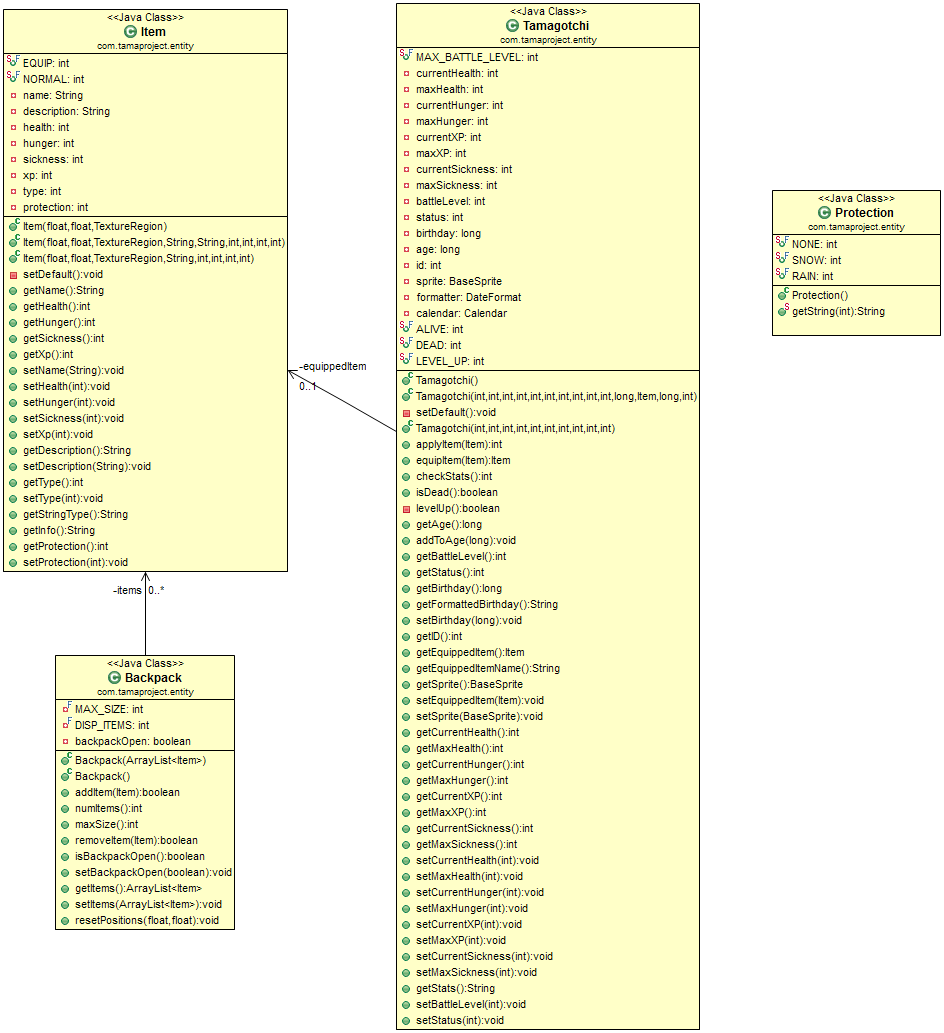 <<Java Class>>
Item
com.tamaproject.entity
EQUIP: int
NORMAL: int
name: String
description: String
health: int
hunger: int
sickness: int
xp: int
type: int
protection: int
Item(float,float,TextureRegion)
Item(float,float,TextureRegion,String,String,int,int,int,int)
Item(float,float,TextureRegion,String,int,int,int,int)
setDefault():void
getName():String
getHealth():int
getHunger():int
getSickness():int
getXp():int
setName(String):void
setHealth(int):void
setHunger(int):void
setSickness(int):void
setXp(int):void
getDescription():String
setDescription(String):void
getType():int
setType(int):void
getStringType():String
getInfo():String
getProtection():int
setProtection(int):void
-items 0..*
<<Java Class>>
Backpack
com.tamaproject.entity
MAX_SIZE: int
DISP_ITEMS: int
backpackOpen: boolean
Backpack(ArrayList<Item>)
Backpack()
addItem(Item):boolean
numItems():int
maxSize():int
removeItem(Item):boolean
isBackpackOpen():boolean
setBackpackOpen(boolean):void
getItems():ArrayList<Item>
setItems(ArrayList<Item>):void
resetPositions(float,float):void
-equippedItem
0..1
<<Java Class>>
Tamagotchi
com.tamaproject.entity
MAX_BATTLE_LEVEL: int
currentHealth: int
maxHealth: int
currentHunger: int
maxHunger: int
currentXP: int
maxXP: int
currentSickness: int
maxSickness: int
battleLevel: int
status: int
birthday: long
age: long
id: int
sprite: BaseSprite
formatter: DateFormat
calendar: Calendar
ALIVE: int
DEAD: int
LEVEL_UP: int
Tamagotchi()
Tamagotchi(int,int,int,int,int,int,int,int,int,int,long,Item,long,int)
setDefault():void
Tamagotchi(int,int,int,int,int,int,int,int,int,int)
applyItem(Item):int
equipItem(Item):Item
checkStats():int
isDead():boolean
levelUp():boolean
getAge():long
addToAge(long):void
getBattleLevel():int
getStatus():int
getBirthday():long
getFormattedBirthday():String
setBirthday(long):void
getID():int
getEquippedItem():Item
getEquippedItemName():String
getSprite():BaseSprite
setEquippedItem(Item):void
setSprite(BaseSprite):void
getCurrentHealth():int
getMaxHealth():int
getCurrentHunger():int
getMaxHunger():int
getCurrentXP():int
getMaxXP():int
getCurrentSickness():int
getMaxSickness():int
setCurrentHealth(int):void
setMaxHealth(int):void
setCurrentHunger(int):void
setMaxHunger(int):void
setCurrentXP(int):void
setMaxXP(int):void
setCurrentSickness(int):void
setMaxSickness(int):void
getStats():String
setBattleLevel(int):void
setStatus(int):void
<<Java Class>>
Protection
com.tamaproject.entity
NONE: int
SNOW: int
RAIN: int
Protection()
getString(int):String